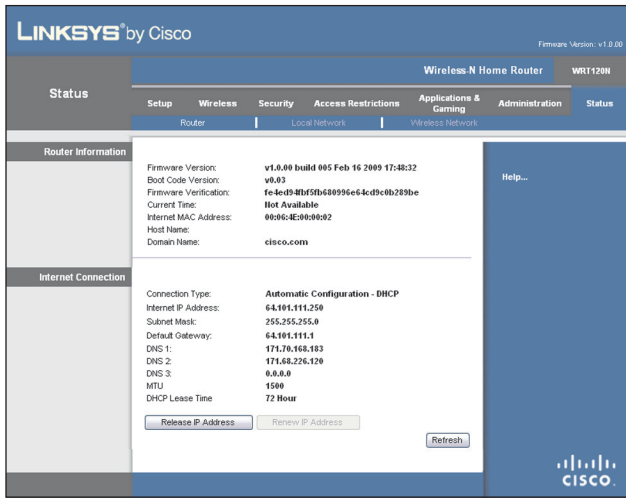 LINKSYS® by Cisco
Firmware Version: v1.0.00
Status
Wireless-N Home Router WRT120N
Setup Wireless Security Access Restrictions Applications & Gaming Administration Status
Router Local Network Wireless Network
Router Information
Firmware Version: v1.0.00 build 005 Feb 16 2009 17:48:32
Boot Code Version: v0.03
Firmware Verification: fe4ed94fbf5fb680996e64cd9c0b289be
Current Time: Not Available
Internet MAC Address: 00:06:4E:00:00:02
Host Name:
Domain Name: cisco.com
Help...
Internet Connection
Connection Type: Automatic Configuration - DHCP
Internet IP Address: 64.101.111.250
Subnet Mask: 255.255.255.0
Default Gateway: 64.101.111.1
DNS 1: 171.70.168.183
DNS 2: 171.68.226.120
DNS 3: 0.0.0.0
MTU 1500
DHCP Lease Time 72 Hour
Release IP Address Renew IP Address
Refresh
CISCO.